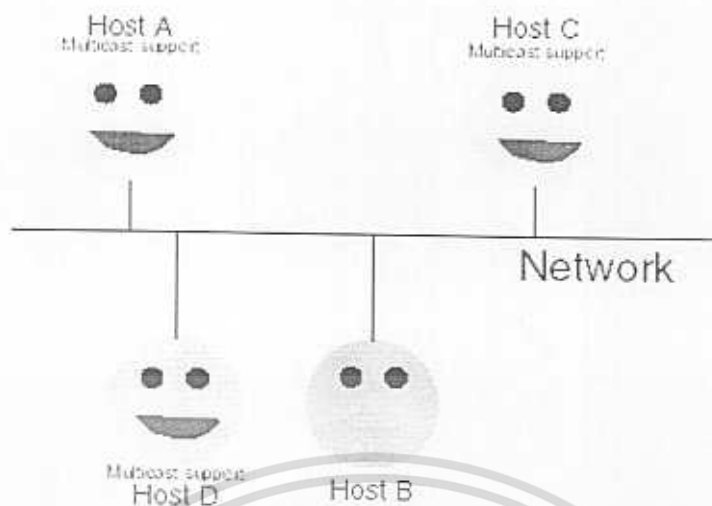 Host A
Multicast support
Host C
Multicast support
Network
Multicast support
Host D
Host B